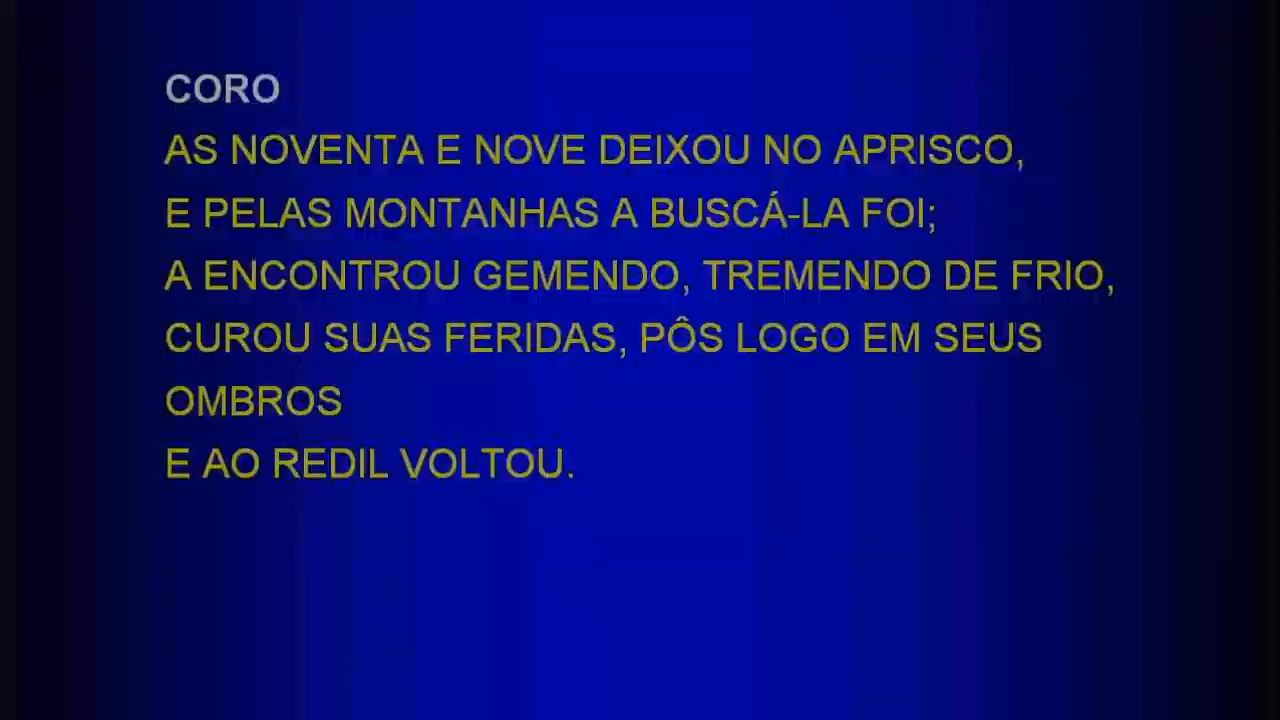 CORO
AS NOVENTA E NOVE DEIXOU NO APRISCO,
E PELAS MONTANHAS A BUSCÁ-LA FOI;
A ENCONTROU GEMENDO, TREMENDO DE FRIO,
CUROU SUAS FERIDAS, PÔS LOGO EM SEUS
OMBROS
E AO REDIL VOLTOU.